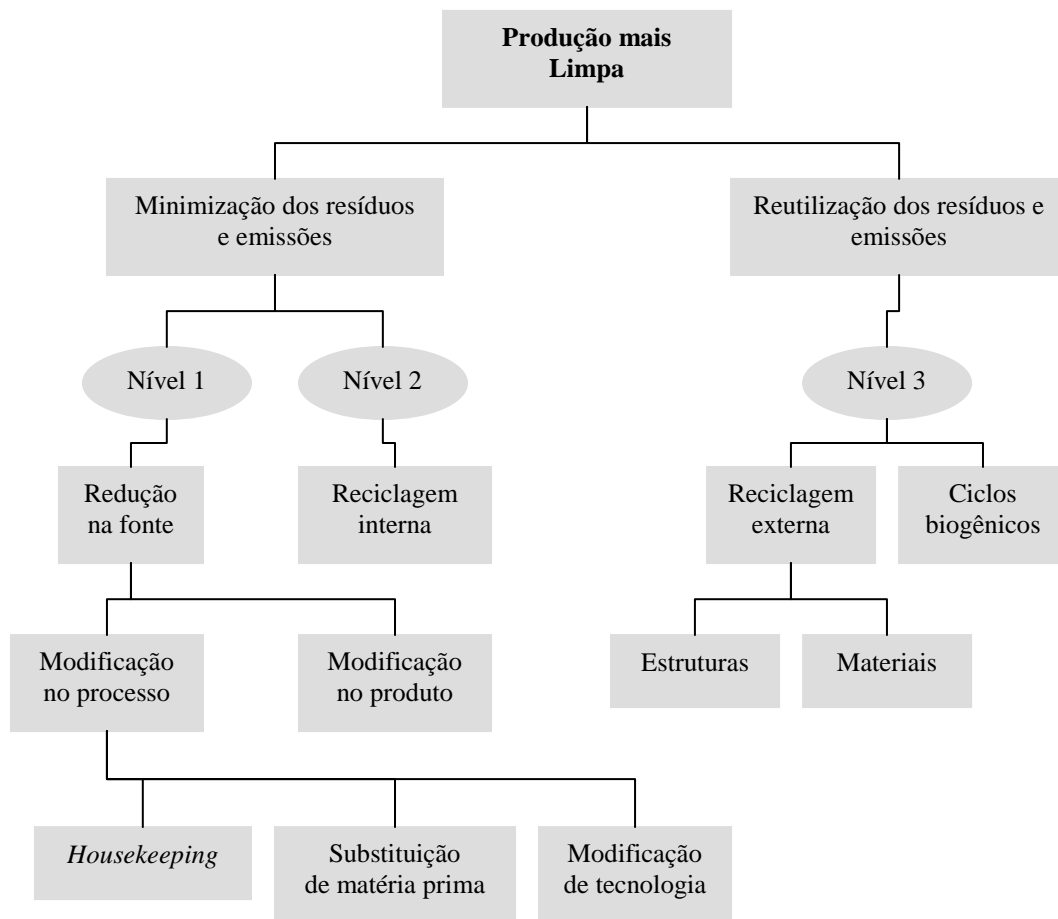 Produção mais
Limpa
Minimização dos resíduos
e emissões
Reutilização dos resíduos e
emissões
Nível 1
Nível 2
Nível 3
Redução
na fonte
Reciclagem
interna
Reciclagem
externa
Ciclos
biogênicos
Modificação
no processo
Modificação
no produto
Estruturas
Materiais
Housekeeping
Substituição
de matéria prima
Modificação
de tecnologia